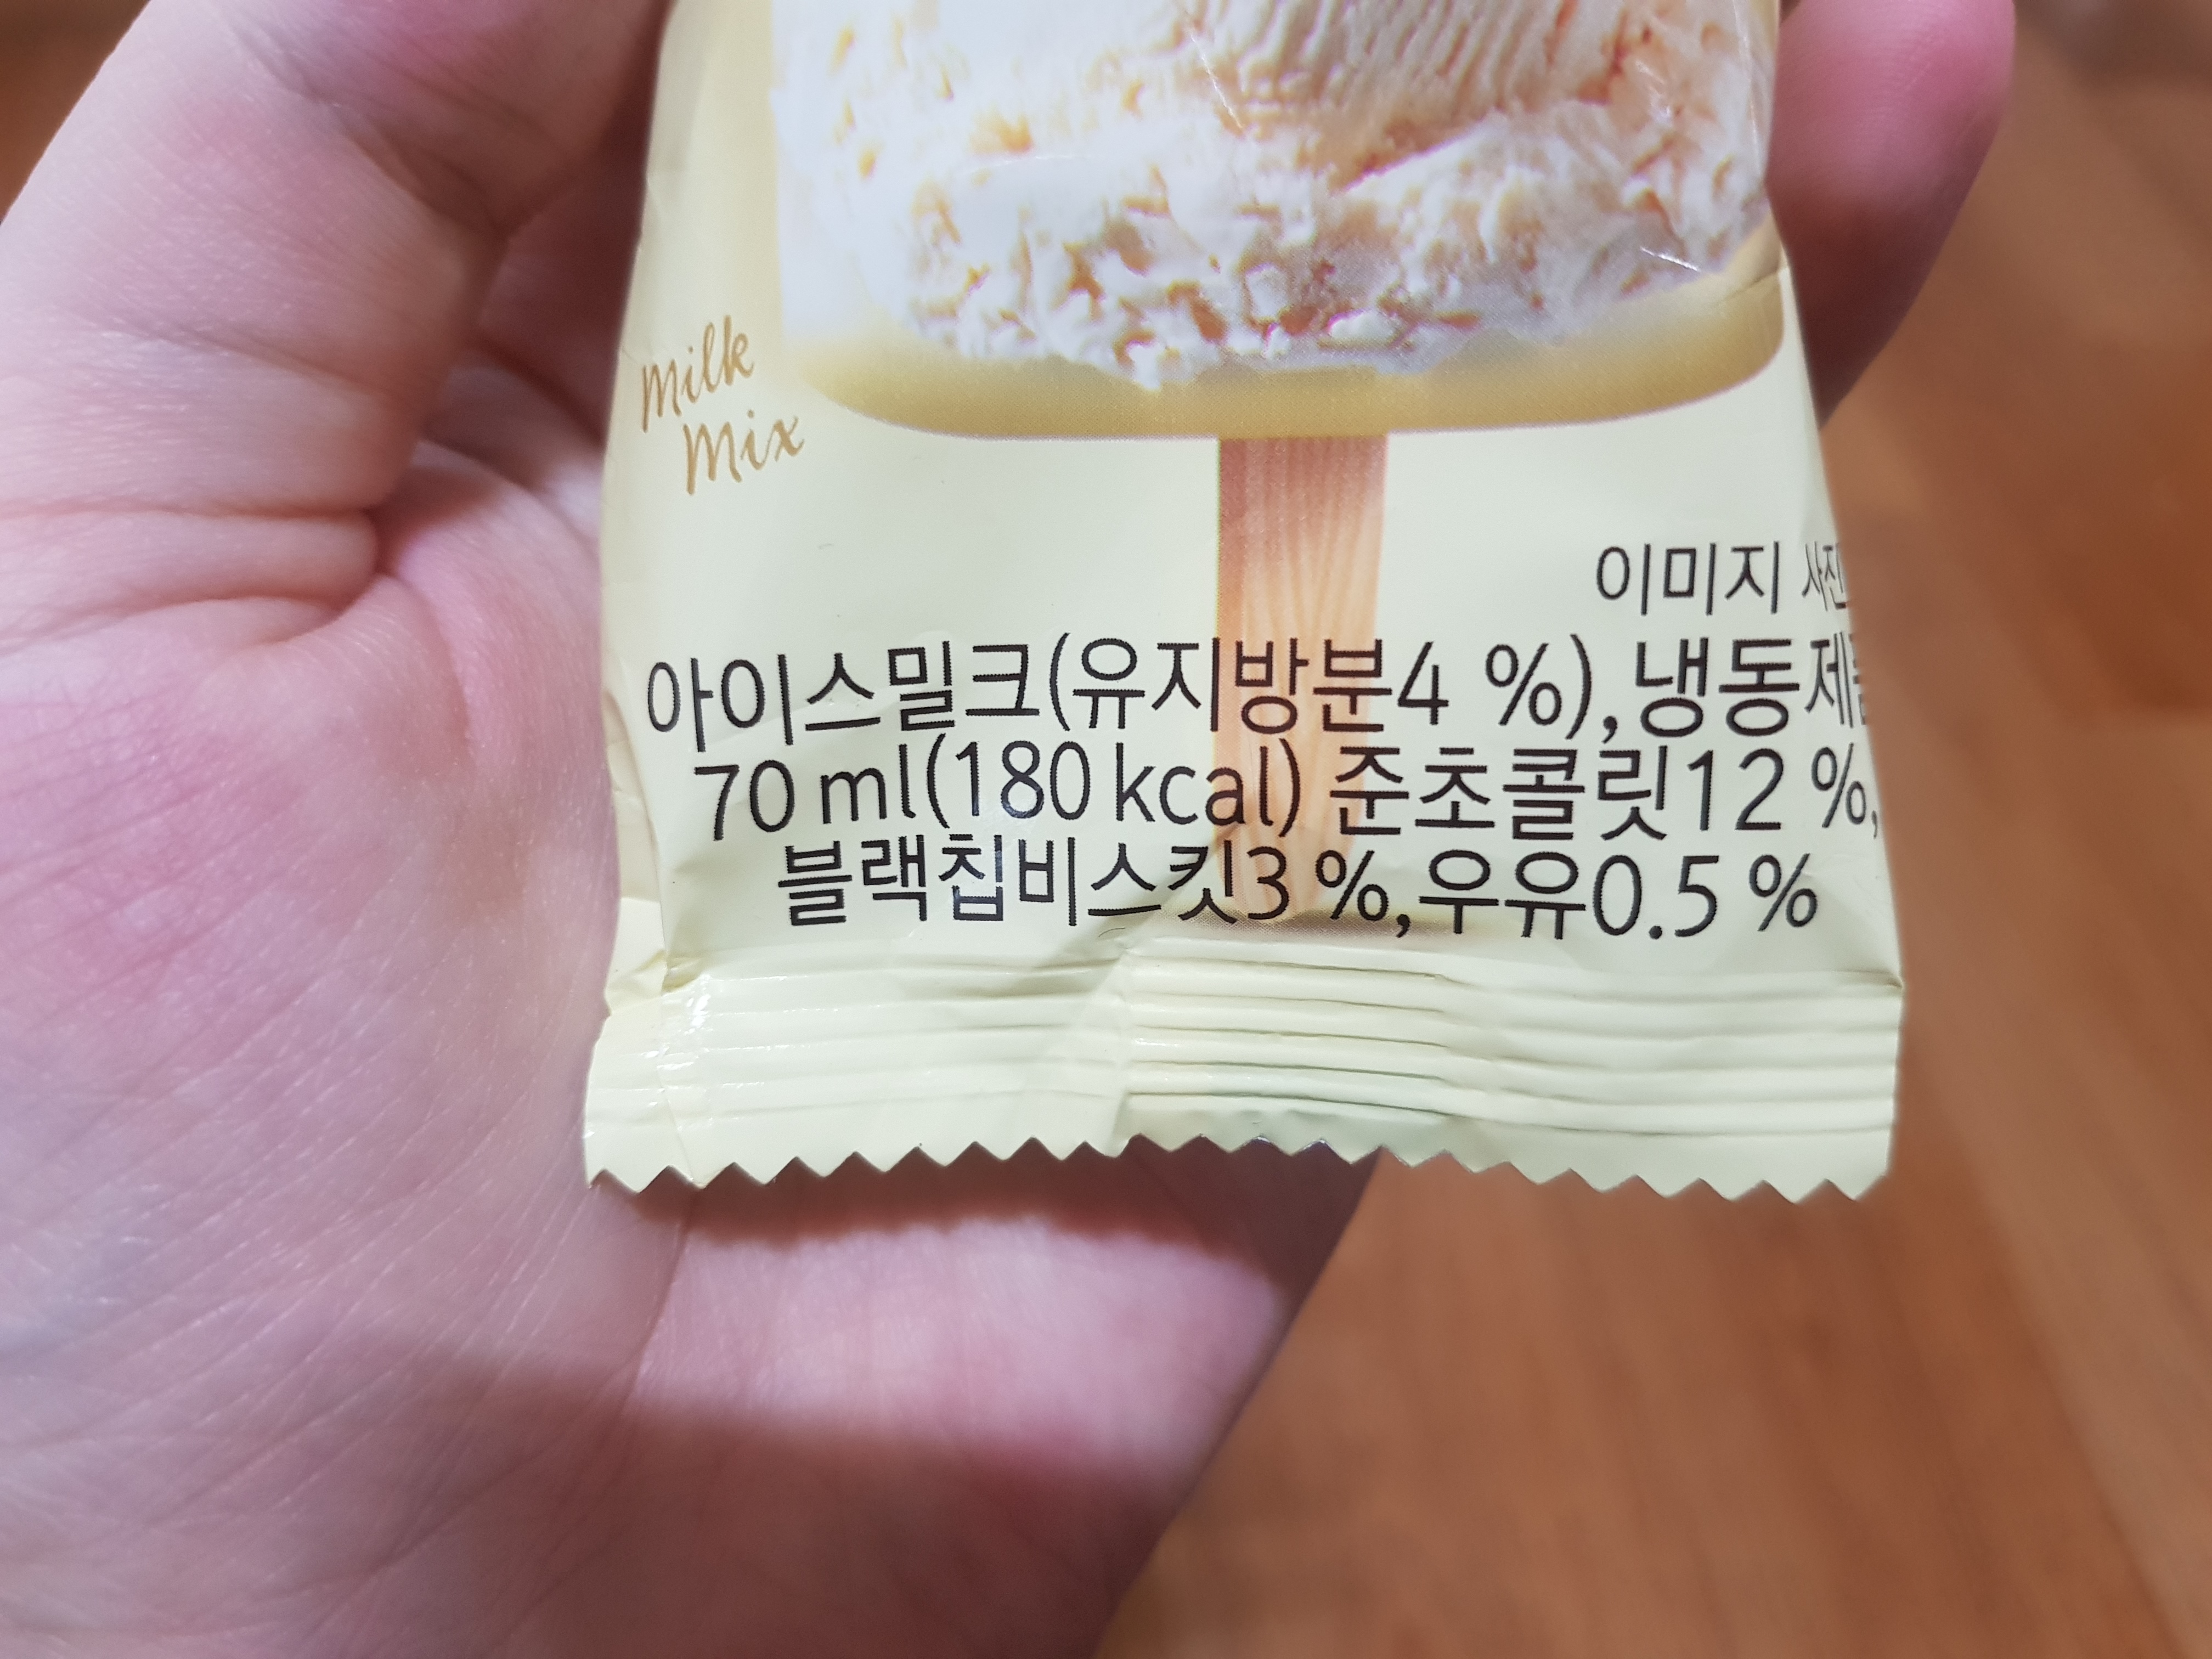 Milk
Mix
이미지
아이스밀크(유지방분4 %),냉동
70 ml(180 kcal) 준초콜릿12 %,
블랙칩비스킷3 %,우유0.5 %